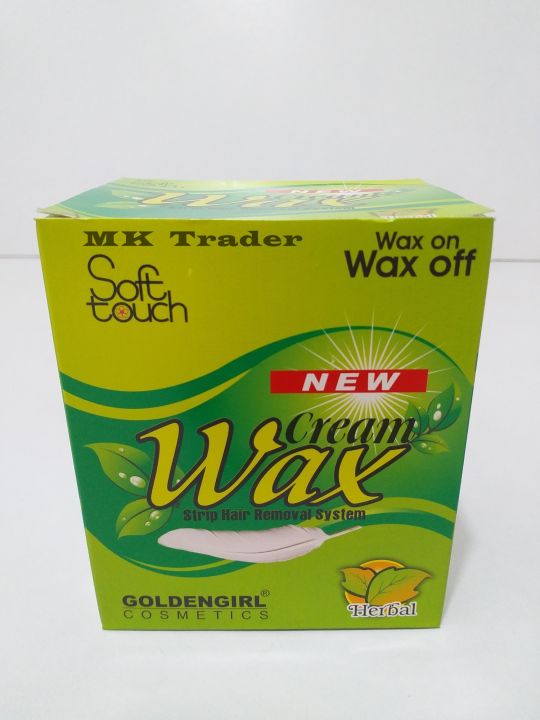 MK Trader
Soft
touch
Wax on
Wax off
NEW
Cream
Wax
Strip Hair Removal System
GOLDENGIRL®
COSMETICS
Herbal